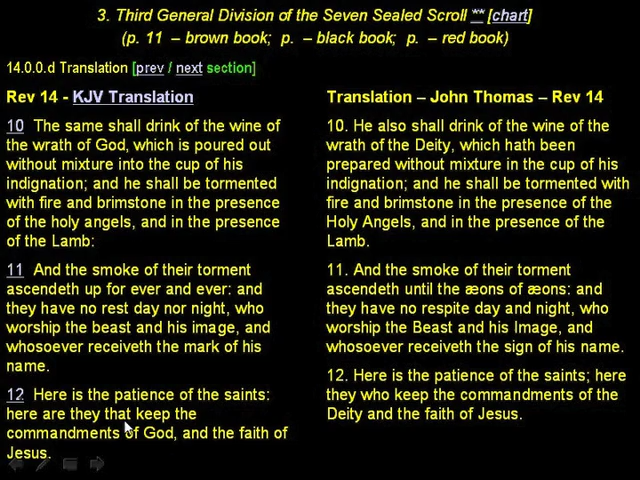 3. Third General Division of the Seven Sealed Scroll ** [chart]
(p. 11 – brown book; p. – black book; p. – red book)
14.0.0.d Translation [prev / next section]
Rev 14 - KJV Translation
10 The same shall drink of the wine of
the wrath of God, which is poured out
without mixture into the cup of his
indignation; and he shall be tormented
with fire and brimstone in the presence
of the holy angels, and in the presence
of the Lamb:
11 And the smoke of their torment
ascendeth up for ever and ever: and
they have no rest day nor night, who
worship the beast and his image, and
whosoever receiveth the mark of his
name.
12 Here is the patience of the saints:
here are they that keep the
commandments of God, and the faith of
Jesus.
Translation – John Thomas – Rev 14
10. He also shall drink of the wine of the
wrath of the Deity, which hath been
prepared without mixture in the cup of his
indignation; and he shall be tormented with
fire and brimstone in the presence of the
Holy Angels, and in the presence of the
Lamb.
11. And the smoke of their torment
ascendeth until the æons of æons: and
they have no respite day and night, who
worship the Beast and his Image, and
whosoever receiveth the sign of his name.
12. Here is the patience of the saints; here
they who keep the commandments of the
Deity and the faith of Jesus.